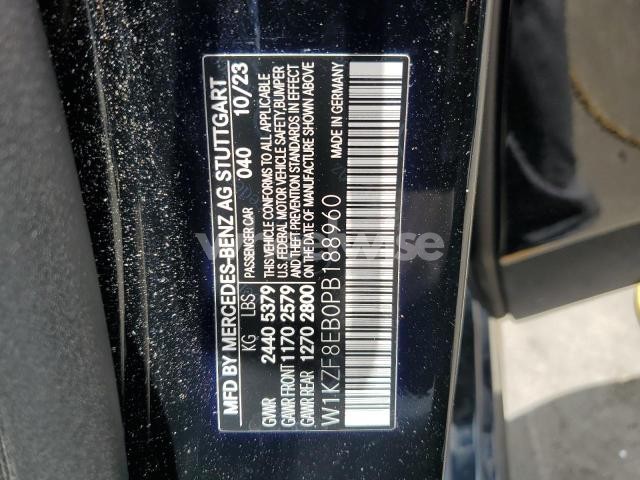 MFD BY MERCEDES-BENZ AG STUTTGART
KG LBS PASSENGER CAR 040 10/23
GVWR 2440 5379 THIS VEHICLE CONFORMS TO ALL APPLICABLE
GAWR FRONT 1170 2579 U.S. FEDERAL MOTOR VEHICLE SAFETY, BUMPER
GAWR REAR 1270 2800 AND THEFT PREVENTION STANDARDS IN EFFECT
ON THE DATE OF MANUFACTURE SHOWN ABOVE
W1KZF8EB0PB188960 MADE IN GERMANY